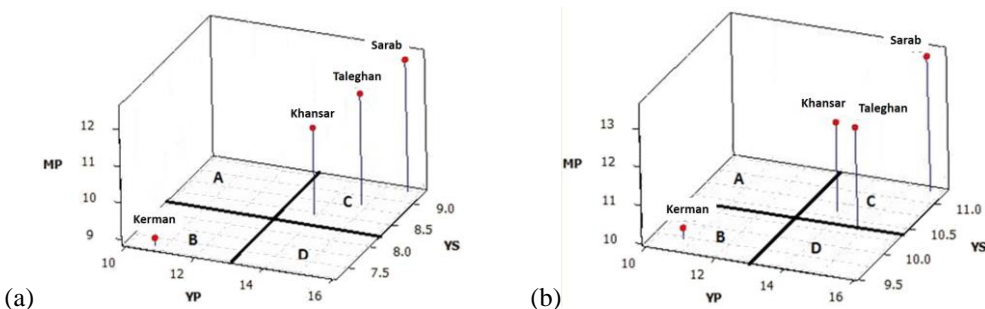 Sarab
Taleghan
Khansar
12
11
MP
10
9
Kerman
A
B
C
D
9.0
8.5
8.0
7.5
YS
10
12
14
16
YP
(a)
Sarab
Khansar
Taleghan
13
12
MP
11
10
Kerman
A
B
C
D
11.0
10.5
10.0
9.5
YS
10
12
14
16
YP
(b)